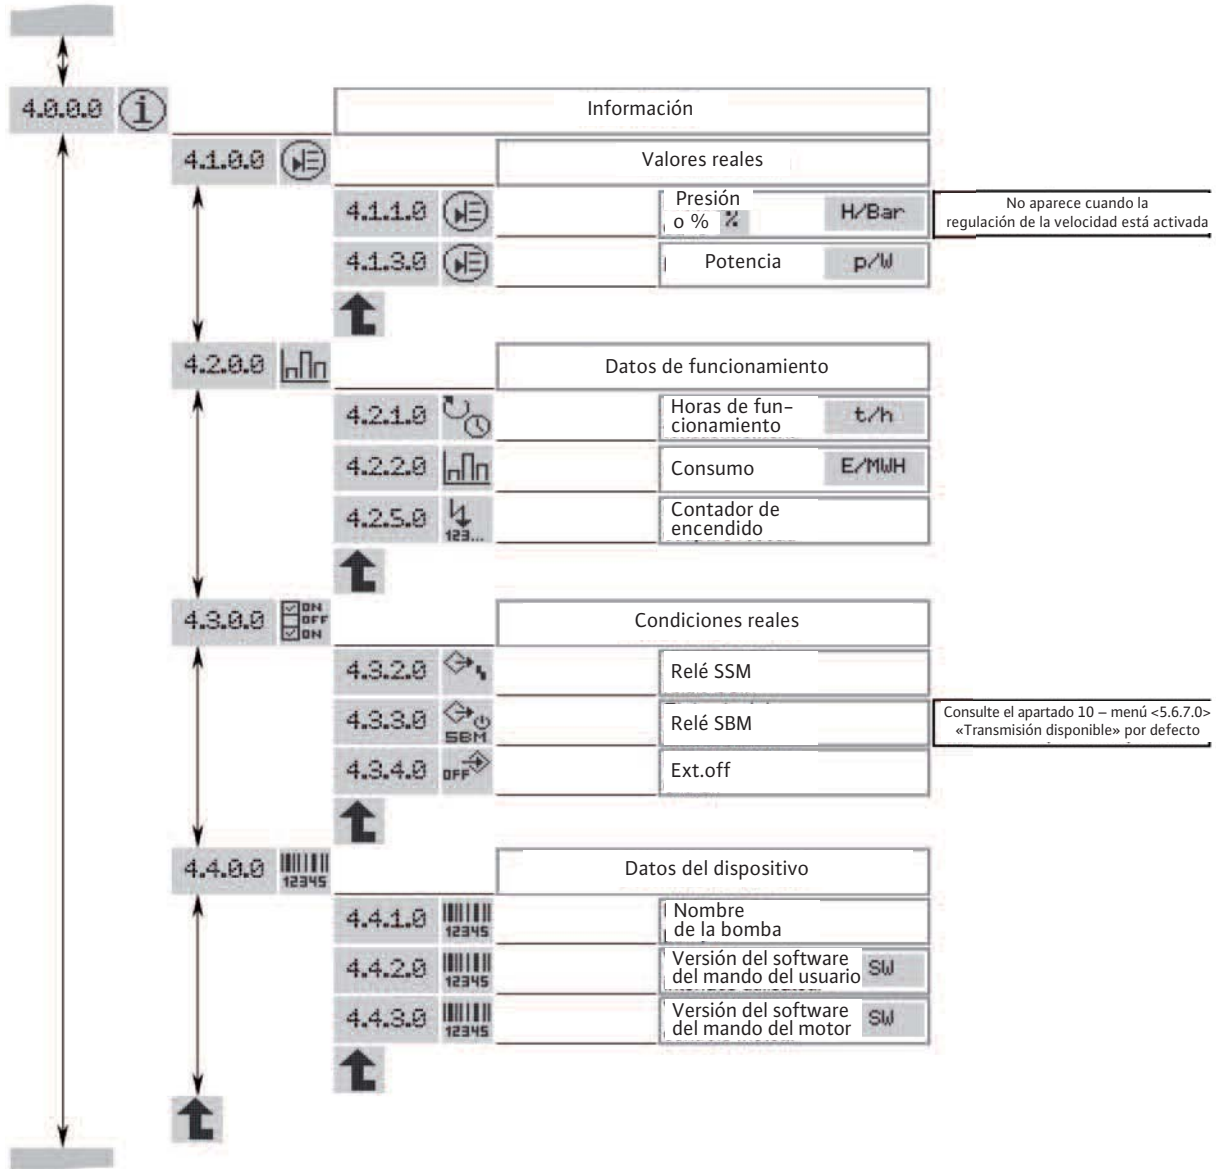 4.0.0.0 i Información
4.1.0.0 Valores reales
4.1.1.0 Presión
o % % H/Bar
No aparece cuando la
regulación de la velocidad está activada
4.1.3.0 Potencia p/W
4.2.0.0 Datos de funcionamiento
4.2.1.0 Horas de fun-
cionamiento t/h
4.2.2.0 Consumo E/MWH
4.2.5.0 123... Contador de
encendido
4.3.0.0 ON
OFF
ON
Condiciones reales
4.3.2.0 Relé SSM
4.3.3.0 SBM Relé SBM
Consulte el apartado 10 – menú <5.6.7.0>
«Transmisión disponible» por defecto
4.3.4.0 OFF Ext.off
4.4.0.0 12345 Datos del dispositivo
4.4.1.0 12345 Nombre
de la bomba
4.4.2.0 12345 Versión del software
del mando del usuario SW
4.4.3.0 12345 Versión del software
del mando del motor SW